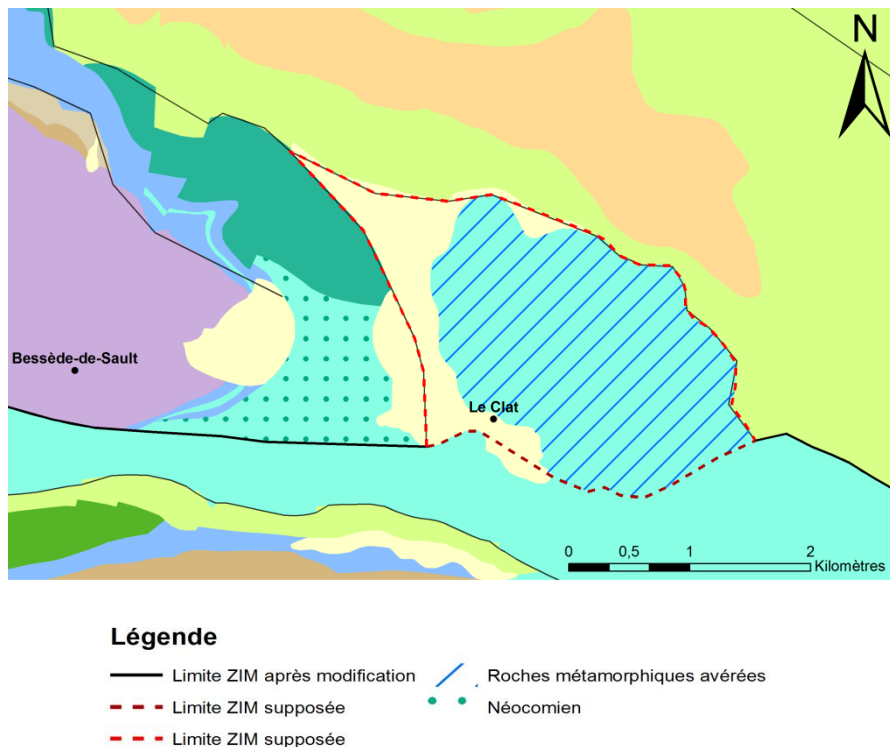 N
Bessède-de-Sault
Le Clat
0 0,5 1 2
Kilomètres
Légende
Limite ZIM après modification
Roches métamorphiques avérées
Limite ZIM supposée
Néocomien
Limite ZIM supposée